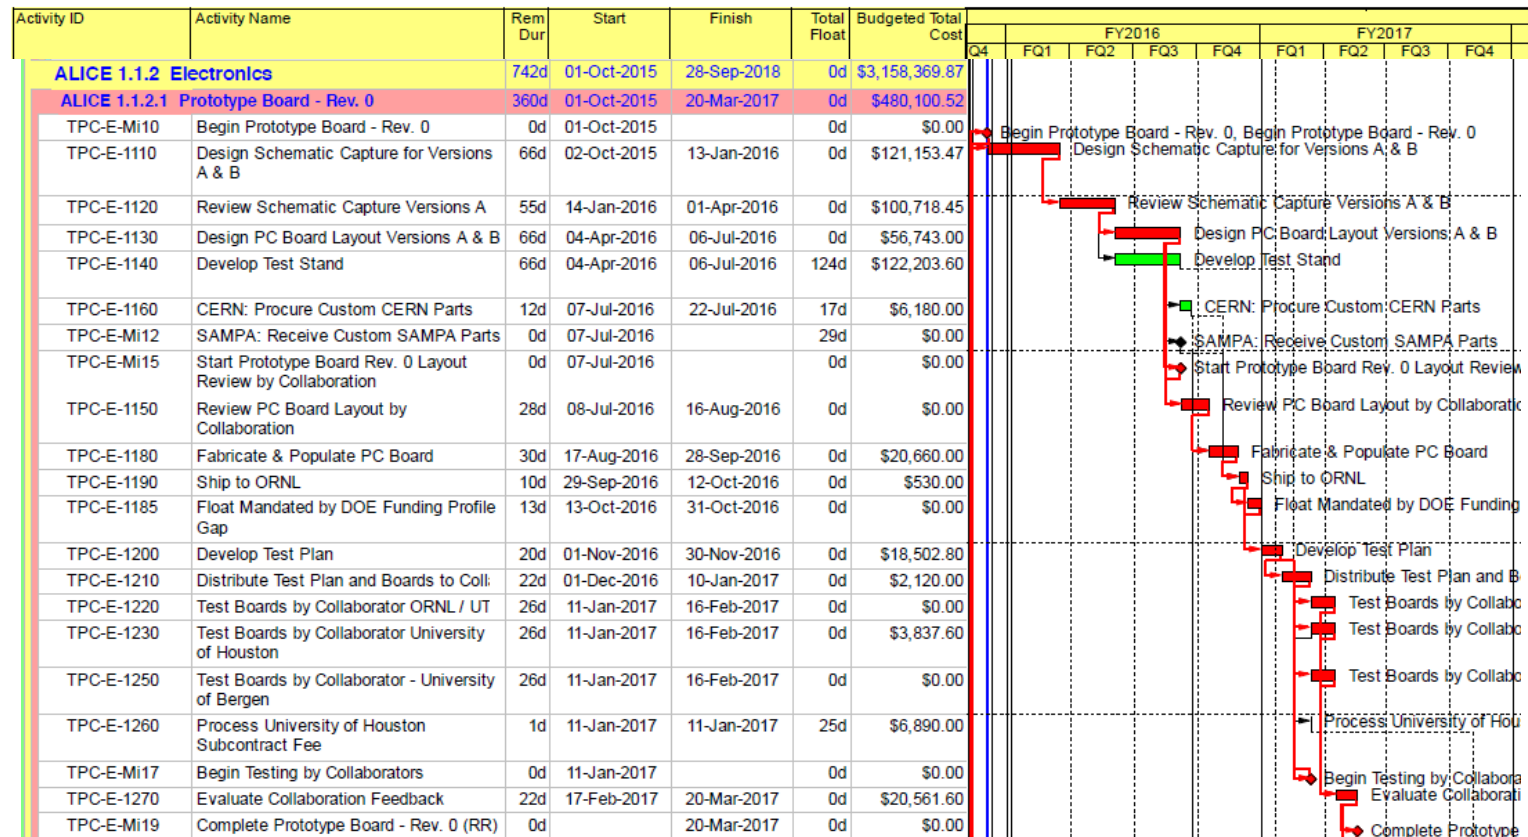 Activity ID Activity Name Rem Dur Start Finish Total Float Budgeted Total Cost
FY2016 FY2017
Q4 FQ1 FQ2 FQ3 FQ4 FQ1 FQ2 FQ3 FQ4
ALICE 1.1.2 Electronics 742d 01-Oct-2015 28-Sep-2018 0d $3,158,369.87
ALICE 1.1.2.1 Prototype Board - Rev. 0 360d 01-Oct-2015 20-Mar-2017 0d $480,100.52
TPC-E-Mi10 Begin Prototype Board - Rev. 0 0d 01-Oct-2015 0d $0.00 Begin Prototype Board - Rev. 0, Begin Prototype Board - Rev. 0
TPC-E-1110 Design Schematic Capture for Versions 66d 02-Oct-2015 13-Jan-2016 0d $121,153.47 Design Schematic Capture for Versions A & B
A & B
TPC-E-1120 Review Schematic Capture Versions A 55d 14-Jan-2016 01-Apr-2016 0d $100,718.45 Review Schematic Capture Versions A & B
TPC-E-1130 Design PC Board Layout Versions A & B 66d 04-Apr-2016 06-Jul-2016 0d $56,743.00 Design PC Board Layout Versions A & B
TPC-E-1140 Develop Test Stand 66d 04-Apr-2016 06-Jul-2016 124d $122,203.60 Develop Test Stand
TPC-E-1160 CERN: Procure Custom CERN Parts 12d 07-Jul-2016 22-Jul-2016 17d $6,180.00 CERN: Procure Custom CERN Parts
TPC-E-Mi12 SAMPA: Receive Custom SAMPA Parts 0d 07-Jul-2016 29d $0.00 SAMPA: Receive Custom SAMPA Parts
TPC-E-Mi15 Start Prototype Board Rev. 0 Layout 0d 07-Jul-2016 0d $0.00 Start Prototype Board Rev. 0 Layout Review
Review by Collaboration
TPC-E-1150 Review PC Board Layout by 28d 08-Jul-2016 16-Aug-2016 0d $0.00 Review PC Board Layout by Collaboratio
Collaboration
TPC-E-1180 Fabricate & Populate PC Board 30d 17-Aug-2016 28-Sep-2016 0d $20,660.00 Fabricate & Populate PC Board
TPC-E-1190 Ship to ORNL 10d 29-Sep-2016 12-Oct-2016 0d $530.00 Ship to ORNL
TPC-E-1185 Float Mandated by DOE Funding Profile 13d 13-Oct-2016 31-Oct-2016 0d $0.00 Float Mandated by DOE Funding
Gap
TPC-E-1200 Develop Test Plan 20d 01-Nov-2016 30-Nov-2016 0d $18,502.80 Develop Test Plan
TPC-E-1210 Distribute Test Plan and Boards to Coll 22d 01-Dec-2016 10-Jan-2017 0d $2,120.00 Distribute Test Plan and B
TPC-E-1220 Test Boards by Collaborator ORNL / UT 26d 11-Jan-2017 16-Feb-2017 0d $0.00 Test Boards by Collabo
TPC-E-1230 Test Boards by Collaborator University 26d 11-Jan-2017 16-Feb-2017 0d $3,837.60 Test Boards by Collabo
of Houston
TPC-E-1250 Test Boards by Collaborator - University 26d 11-Jan-2017 16-Feb-2017 0d $0.00 Test Boards by Collabo
of Bergen
TPC-E-1260 Process University of Houston 1d 11-Jan-2017 11-Jan-2017 25d $6,890.00 Process University of Hou
Subcontract Fee
TPC-E-Mi17 Begin Testing by Collaborators 0d 11-Jan-2017 0d $0.00 Begin Testing by Collabora
TPC-E-1270 Evaluate Collaboration Feedback 22d 17-Feb-2017 20-Mar-2017 0d $20,561.60 Evaluate Collaborati
TPC-E-Mi19 Complete Prototype Board - Rev. 0 (RR) 0d 20-Mar-2017 0d $0.00 Complete Prototype